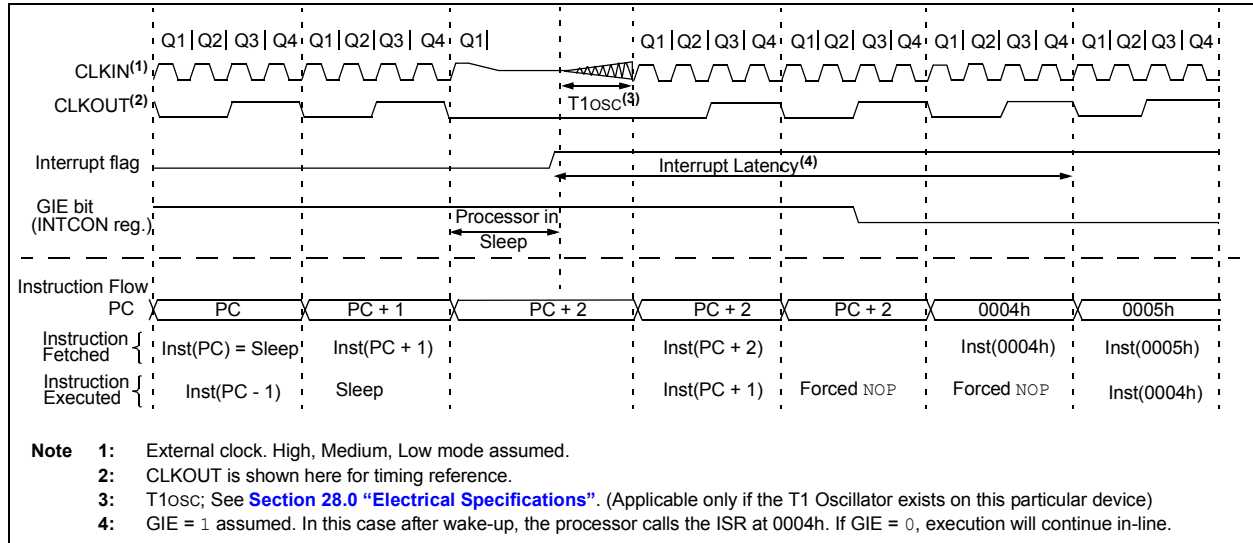 Q1 Q2 Q3 Q4 Q1 Q2 Q3 Q4 Q1 Q1 Q2 Q3 Q4 Q1 Q2 Q3 Q4 Q1 Q2 Q3 Q4 Q1 Q2 Q3 Q4
CLKIN(1)
CLKOUT(2)
T1OSC(3)
Interrupt flag
Interrupt Latency(4)
GIE bit
(INTCON reg.)
Processor in
Sleep
Instruction Flow
PC PC PC + 1 PC + 2 PC + 2 PC + 2 0004h 0005h
Instruction
Fetched
Inst(PC) = Sleep Inst(PC + 1) Inst(PC + 2) Inst(0004h) Inst(0005h)
Instruction
Executed
Inst(PC - 1) Sleep Inst(PC + 1) Forced NOP Forced NOP Inst(0004h)
Note 1: External clock. High, Medium, Low mode assumed.
2: CLKOUT is shown here for timing reference.
3: T1OSC; See Section 28.0 “Electrical Specifications”. (Applicable only if the T1 Oscillator exists on this particular device)
4: GIE = 1 assumed. In this case after wake-up, the processor calls the ISR at 0004h. If GIE = 0, execution will continue in-line.